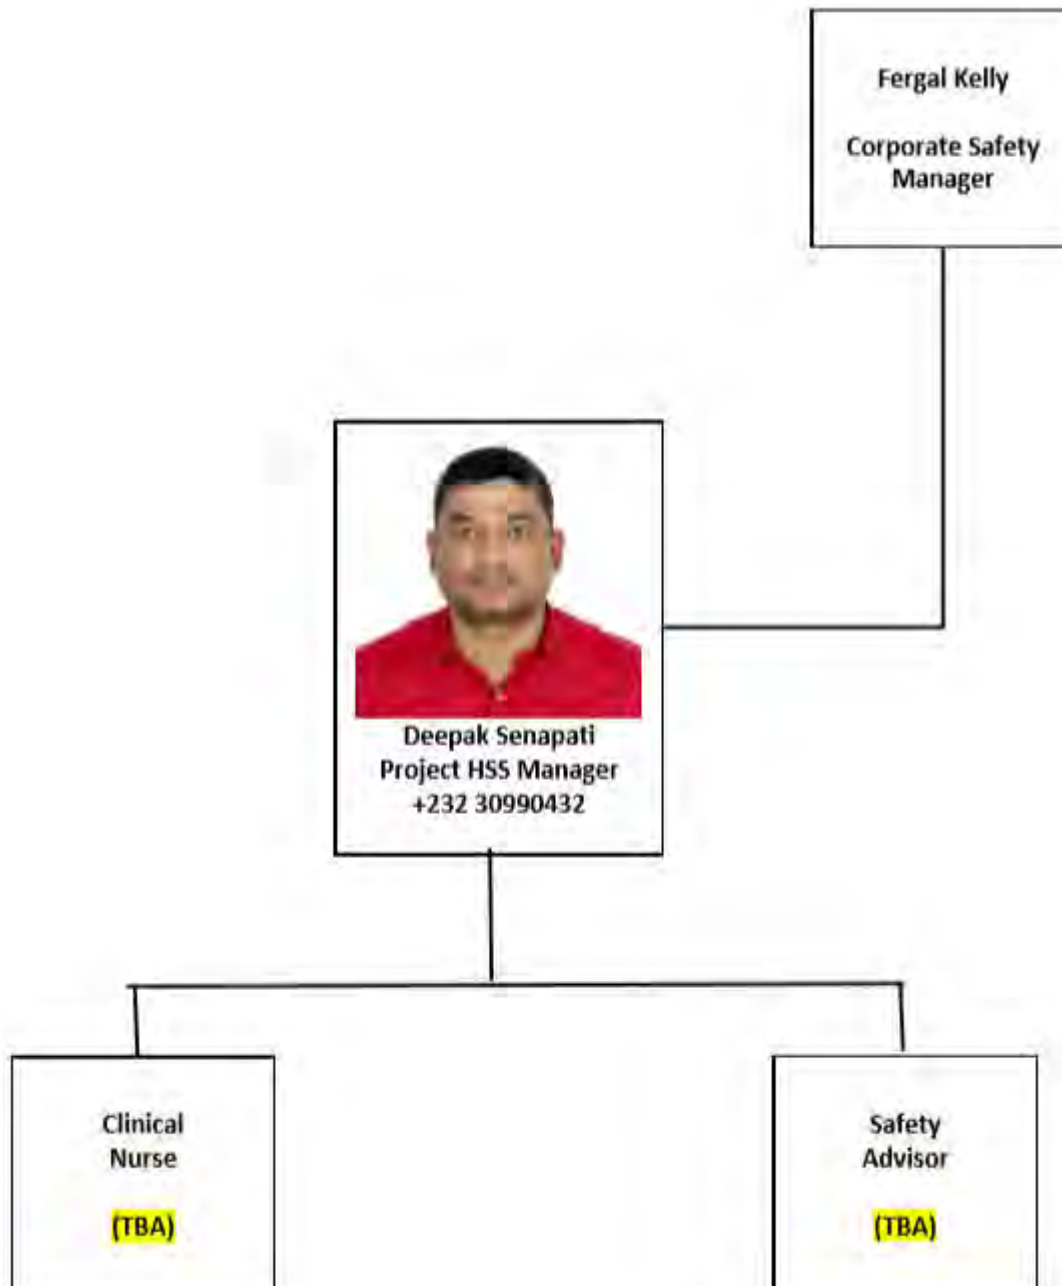 Fergal Kelly
Corporate Safety
Manager
Deepak Senapati
Project HSS Manager
+232 30990432
Clinical
Nurse
(TBA)
Safety
Advisor
(TBA)